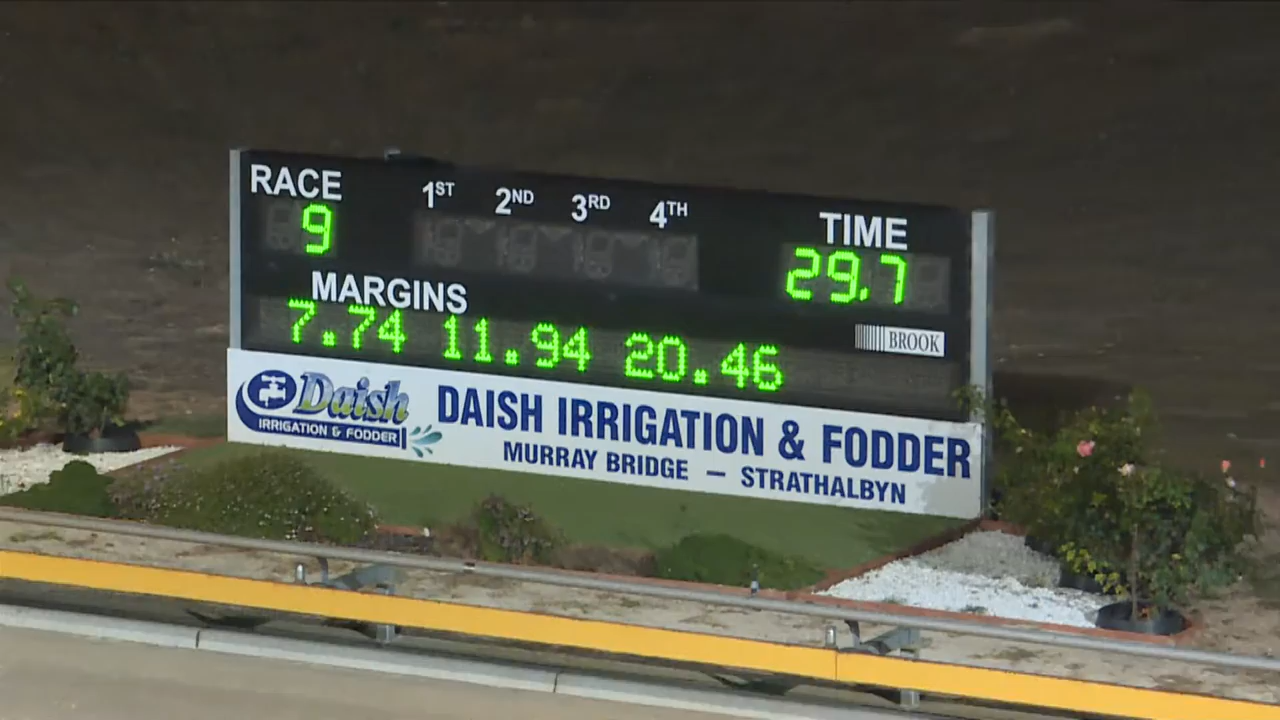 RACE 1ST 2ND 3RD 4TH TIME
9 29.7
MARGINS
7.74 11.94 20.46
BROOK
Daish
IRRIGATION & FODDER
DAISH IRRIGATION & FODDER
MURRAY BRIDGE — STRATHALBYN